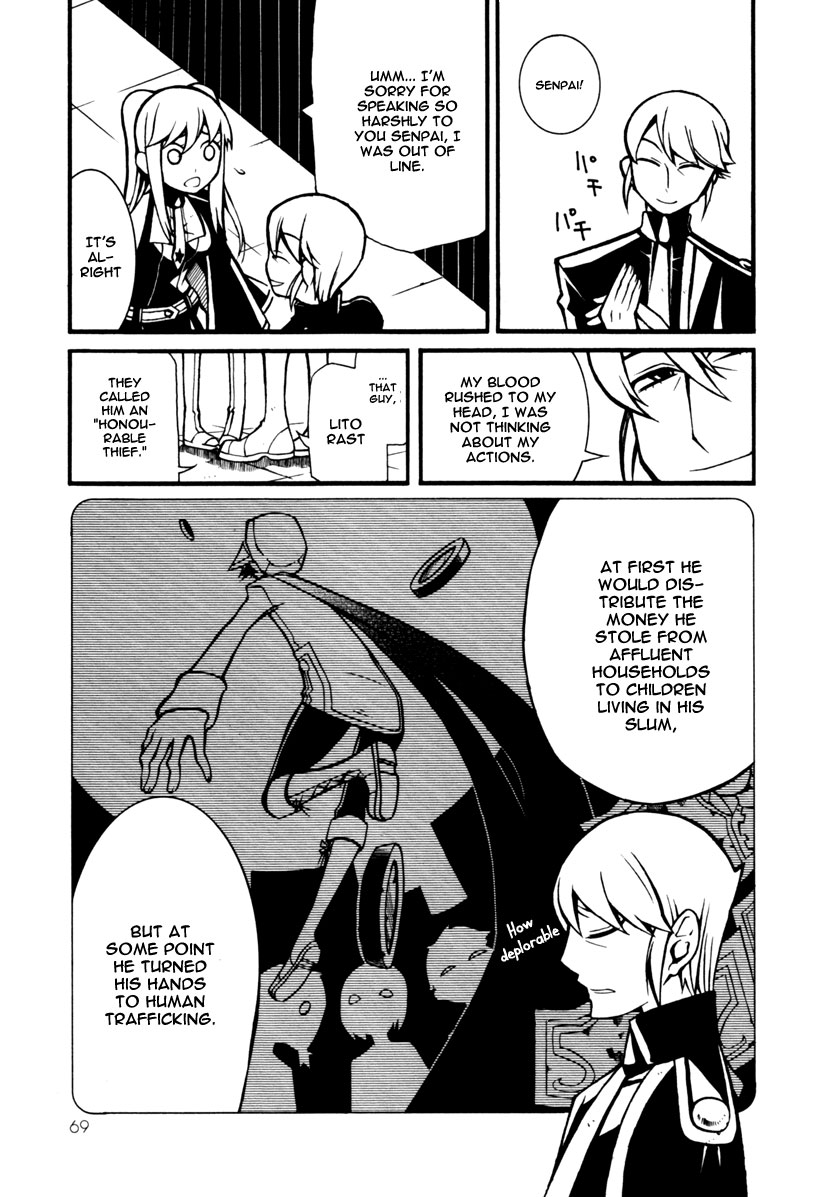 SENPAI!
パチ
パチ
UMM... I'M
SORRY FOR
SPEAKING SO
HARSHLY TO
YOU SENPAI, I
WAS OUT OF
LINE.
IT'S
AL-
RIGHT
MY BLOOD
RUSHED TO MY
HEAD, I WAS
NOT THINKING
ABOUT MY
ACTIONS.
...
THAT
GUY,
LITO
RAST
THEY
CALLED
HIM AN
"HONOU-
RABLE
THIEF."
AT FIRST HE
WOULD DIS-
TRIBUTE THE
MONEY HE
STOLE FROM
AFFLUENT
HOUSEHOLDS
TO CHILDREN
LIVING IN HIS
SLUM,
How
deplorable
BUT AT
SOME POINT
HE TURNED
HIS HANDS
TO HUMAN
TRAFFICKING.
69